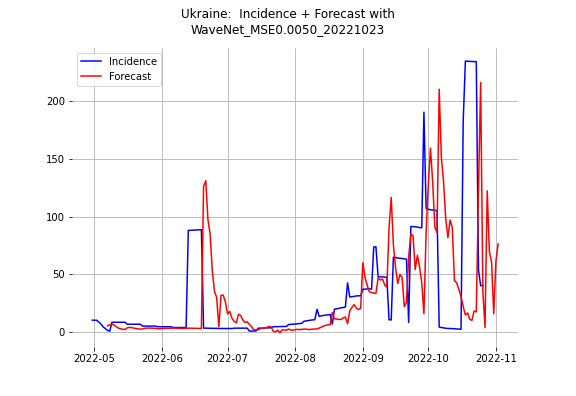 Ukraine:  Incidence + Forecast with
WaveNet_MSE0.0050_20221023
Incidence
Forecast
200
150
100
50
0
2022-05 2022-06 2022-07 2022-08 2022-09 2022-10 2022-11